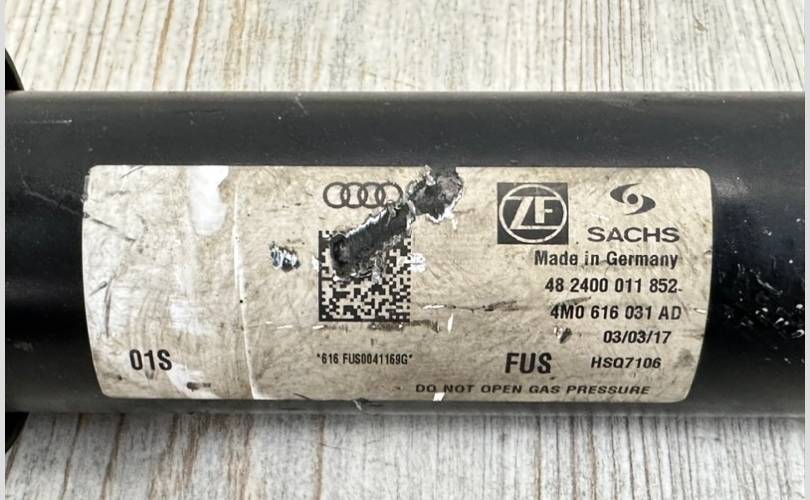 ZF
SACHS
Made in Germany
48 2400 011 852
4M0 616 031 AD
03/03/17
01S
*616 FUS0041169G*
FUS
HSQ7106
DO NOT OPEN GAS PRESSURE